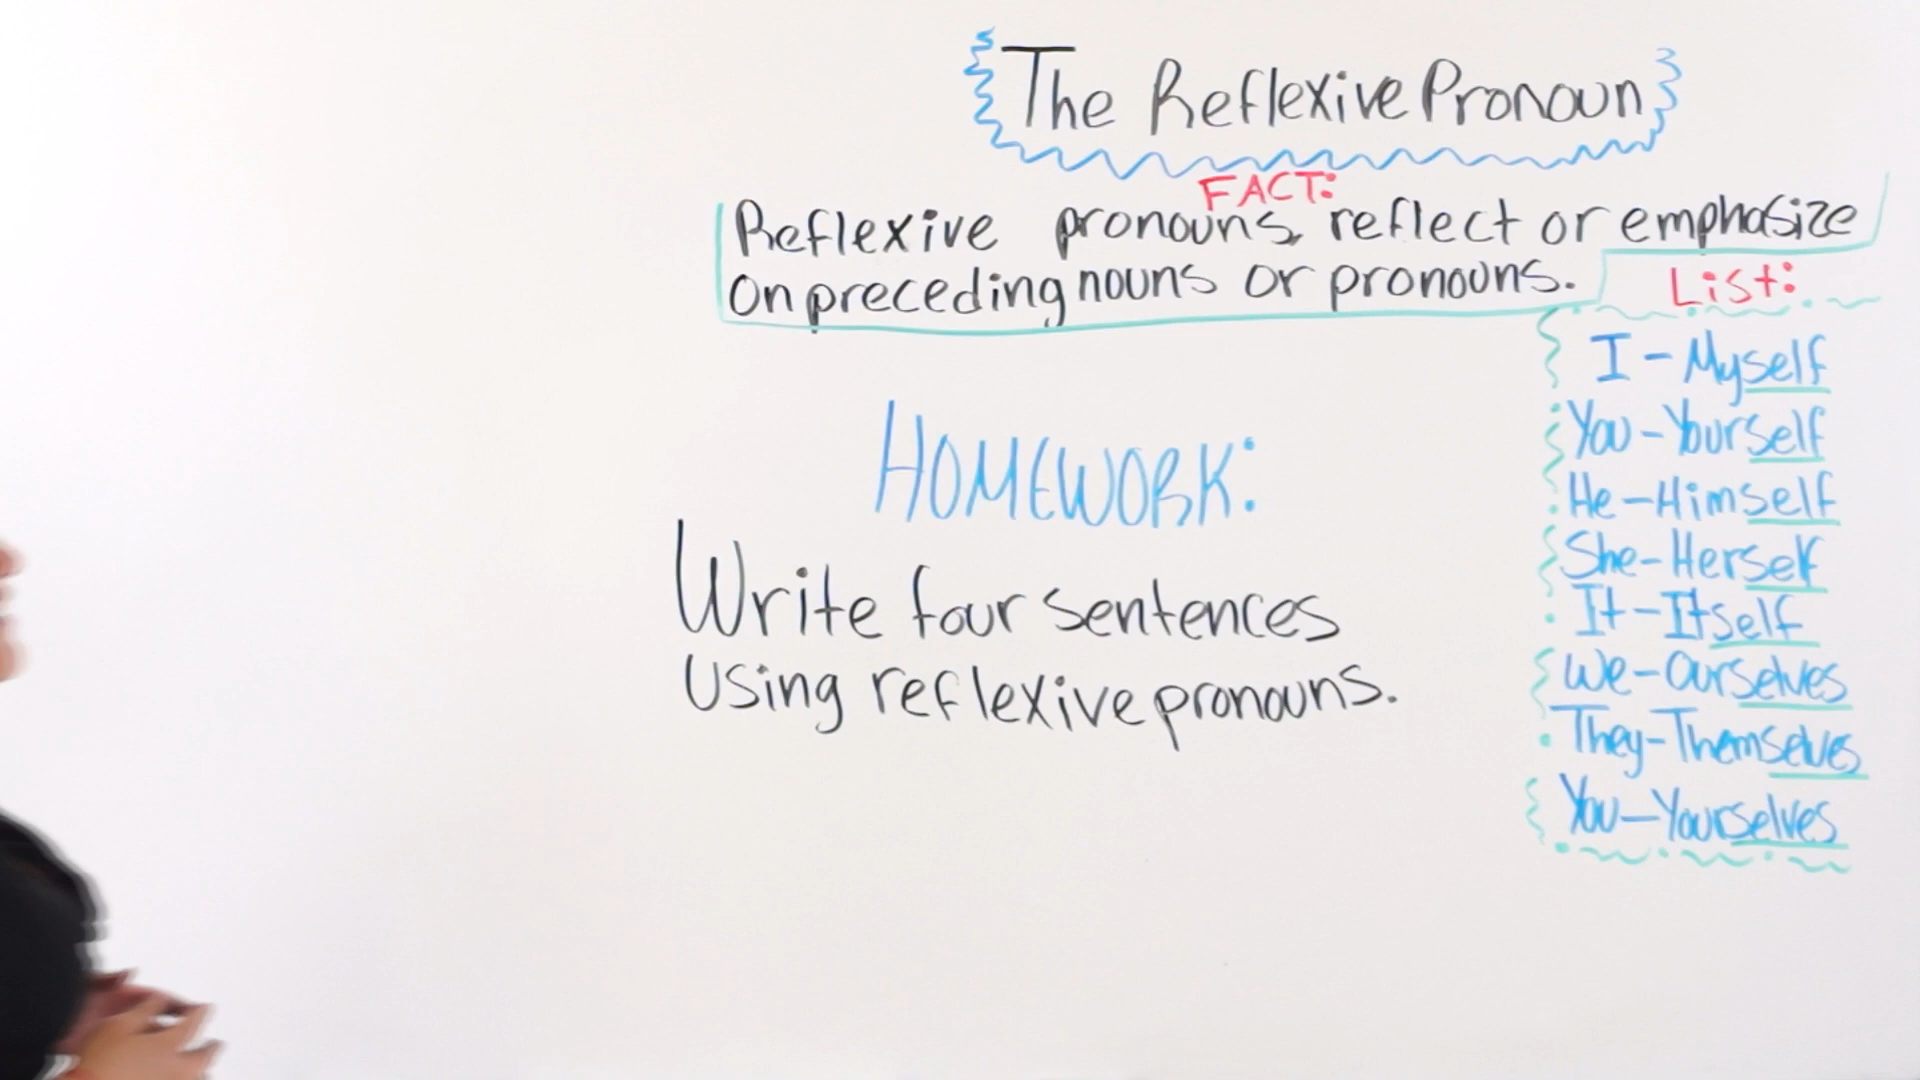 The Reflexive Pronoun
FACT:
Reflexive pronouns, reflect or emphasize
On preceding nouns or pronouns.
List:
I - Myself
You - Yourself
He - Himself
She - Herself
It - Itself
We - Ourselves
They - Themselves
You - Yourselves
HOMEWORK:
Write four sentences
Using reflexive pronouns.